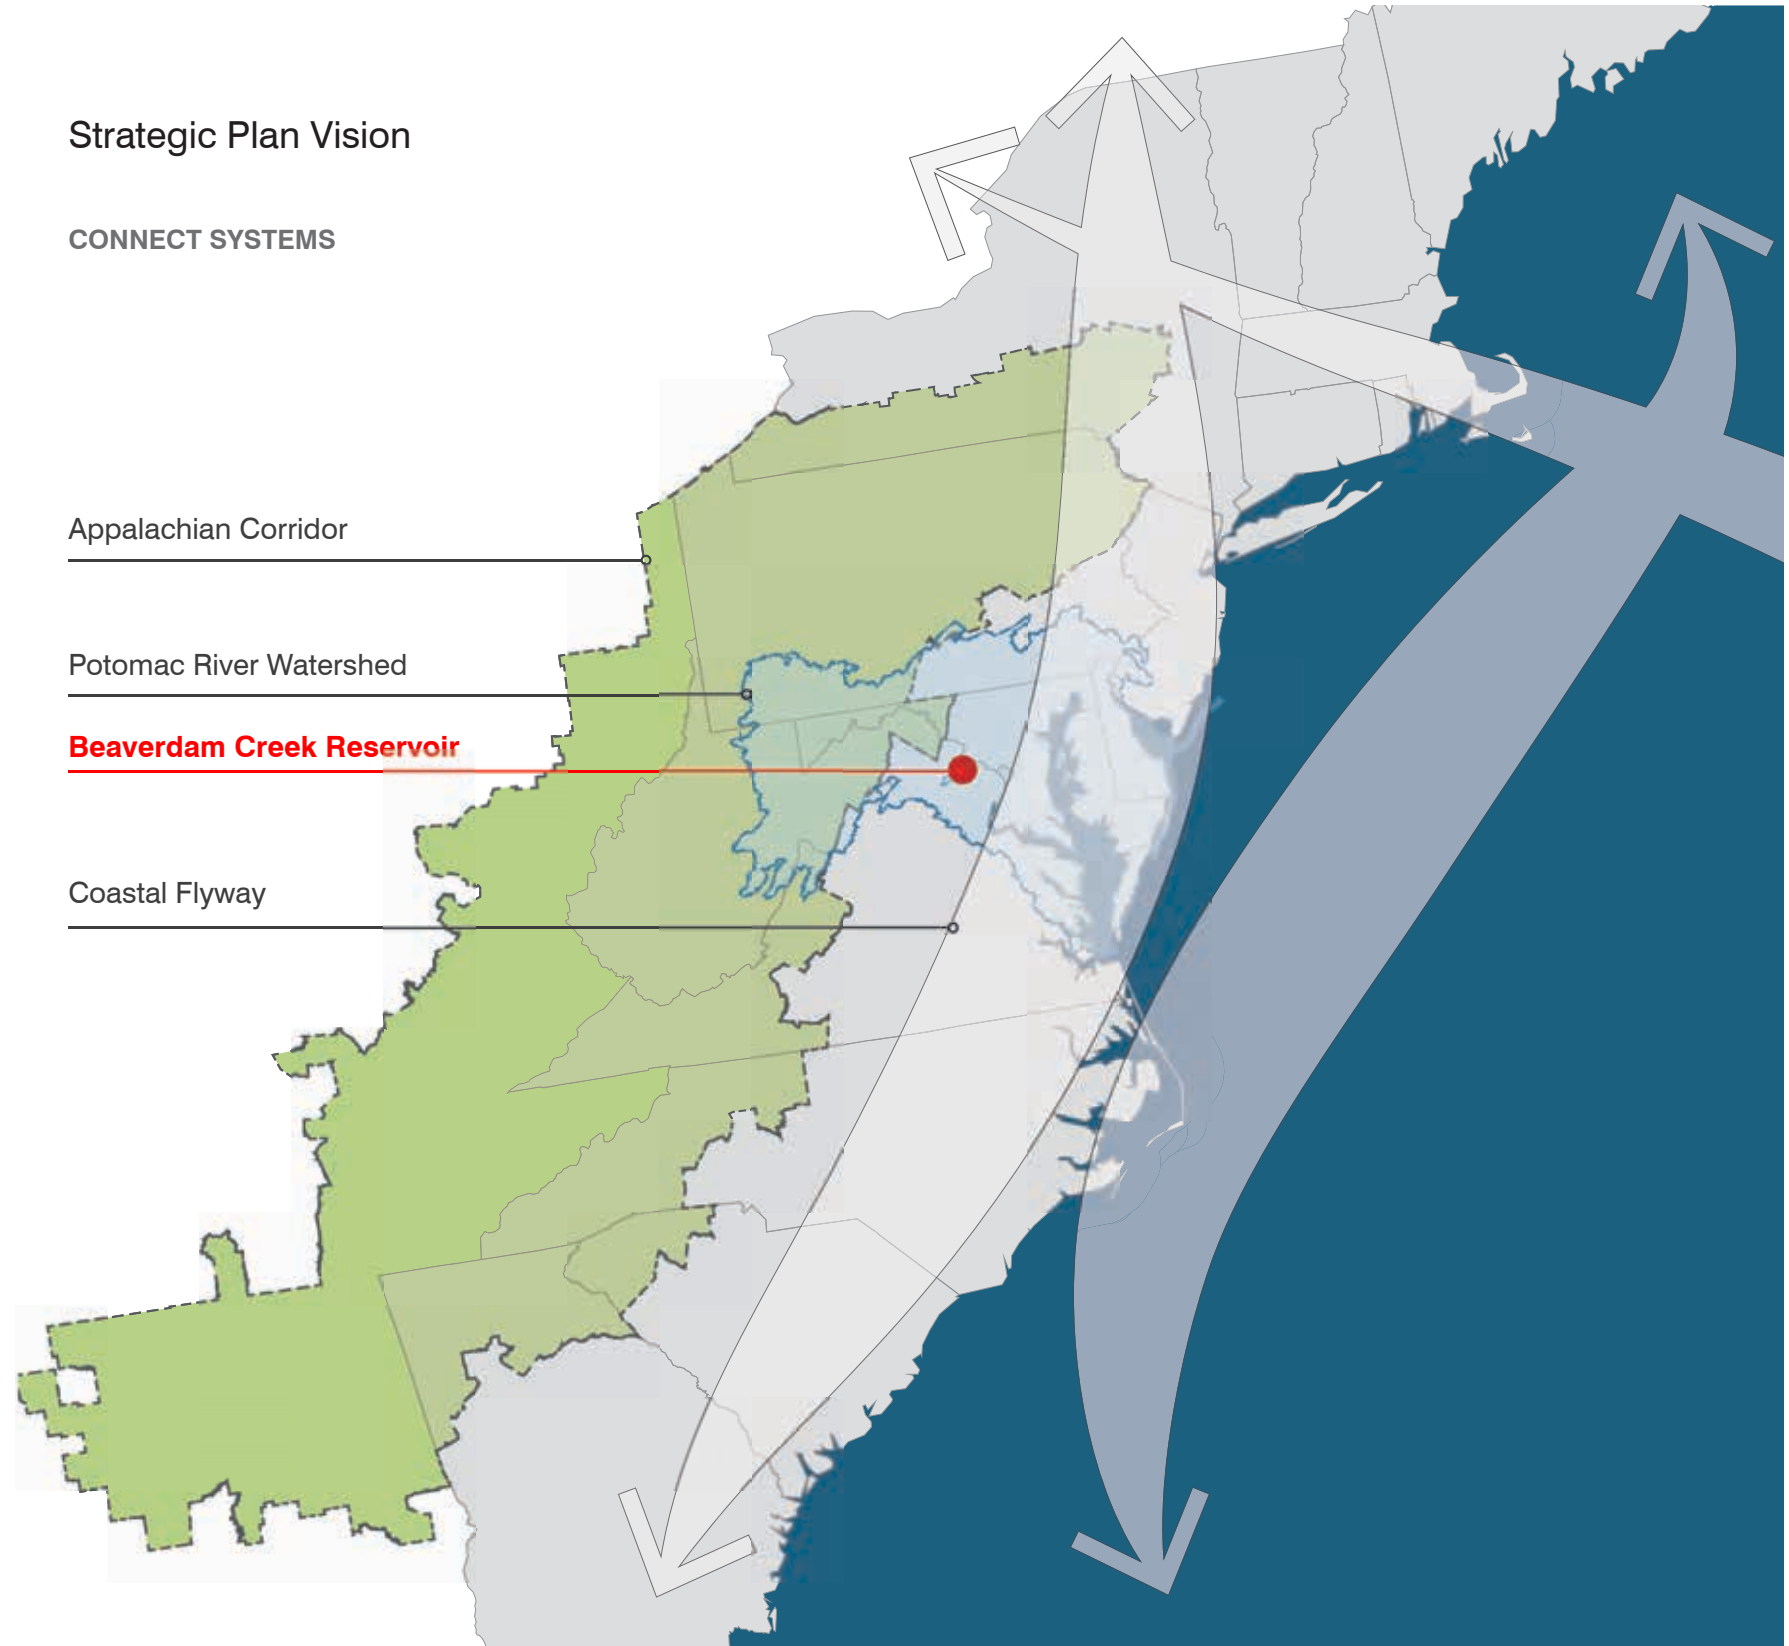 Strategic Plan Vision
CONNECT SYSTEMS
Appalachian Corridor
Potomac River Watershed
Beaverdam Creek Reservoir
Coastal Flyway